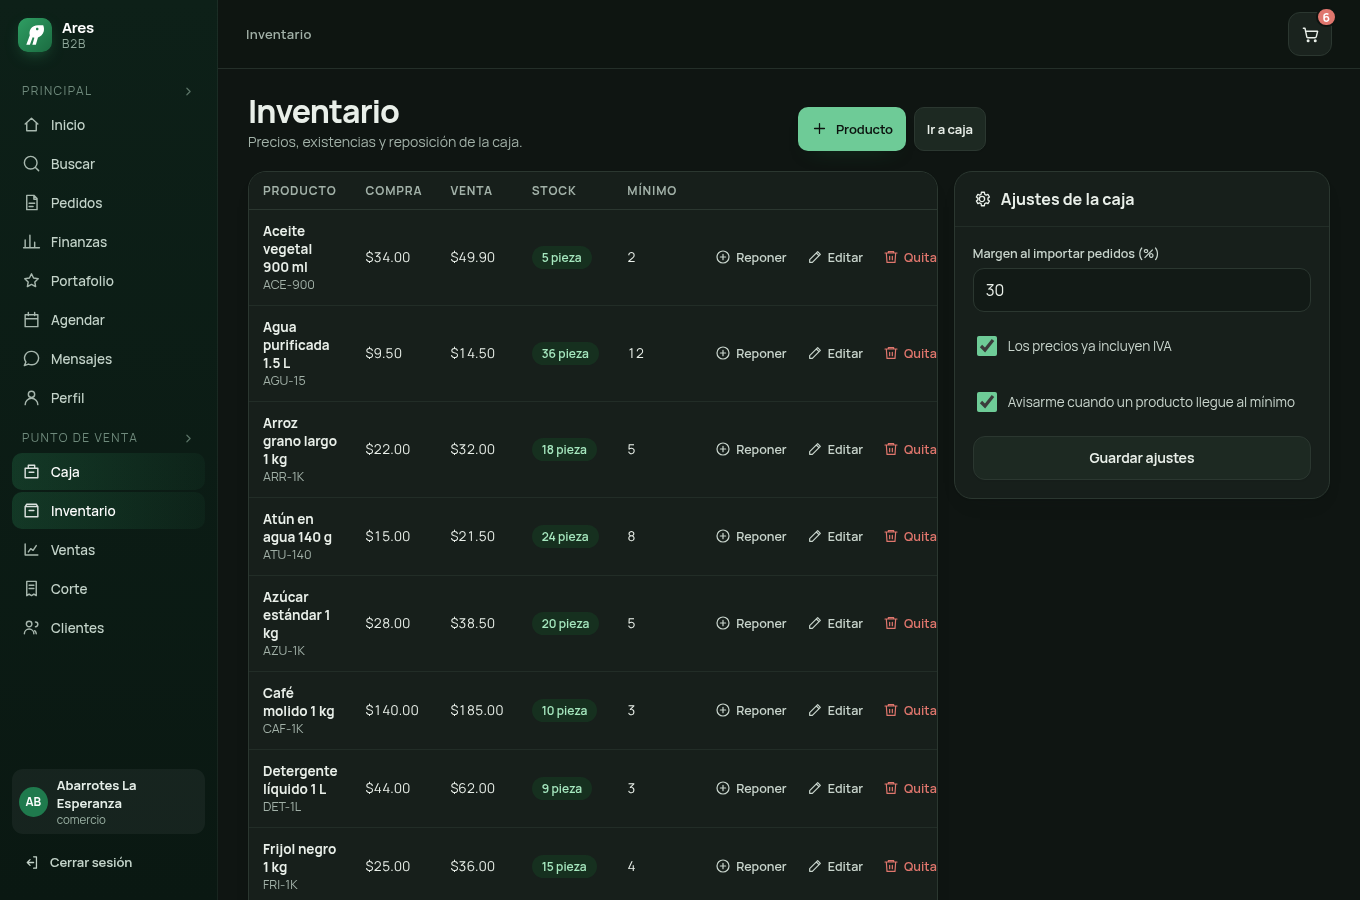 Ares
B2B
PRINCIPAL
Inicio
Buscar
Pedidos
Finanzas
Portafolio
Agendar
Mensajes
Perfil
PUNTO DE VENTA
Caja
Inventario
Ventas
Corte
Clientes
AB
Abarrotes La
Esperanza
comercio
Cerrar sesión
Inventario
6
Inventario
Precios, existencias y reposición de la caja.
Producto
Ir a caja
PRODUCTO COMPRA VENTA STOCK MÍNIMO
Aceite
vegetal
900 ml
ACE-900
$34.00 $49.90 5 pieza 2 Reponer Editar Quita
Agua
purificada
1.5 L
AGU-15
$9.50 $14.50 36 pieza 12 Reponer Editar Quita
Arroz
grano largo
1 kg
ARR-1K
$22.00 $32.00 18 pieza 5 Reponer Editar Quita
Atún en
agua 140 g
ATU-140
$15.00 $21.50 24 pieza 8 Reponer Editar Quita
Azúcar
estándar 1
kg
AZU-1K
$28.00 $38.50 20 pieza 5 Reponer Editar Quita
Café
molido 1 kg
CAF-1K
$140.00 $185.00 10 pieza 3 Reponer Editar Quita
Detergente
líquido 1 L
DET-1L
$44.00 $62.00 9 pieza 3 Reponer Editar Quita
Frijol negro
1 kg
FRI-1K
$25.00 $36.00 15 pieza 4 Reponer Editar Quita
Ajustes de la caja
Margen al importar pedidos (%)
30
Los precios ya incluyen IVA
Avisarme cuando un producto llegue al mínimo
Guardar ajustes